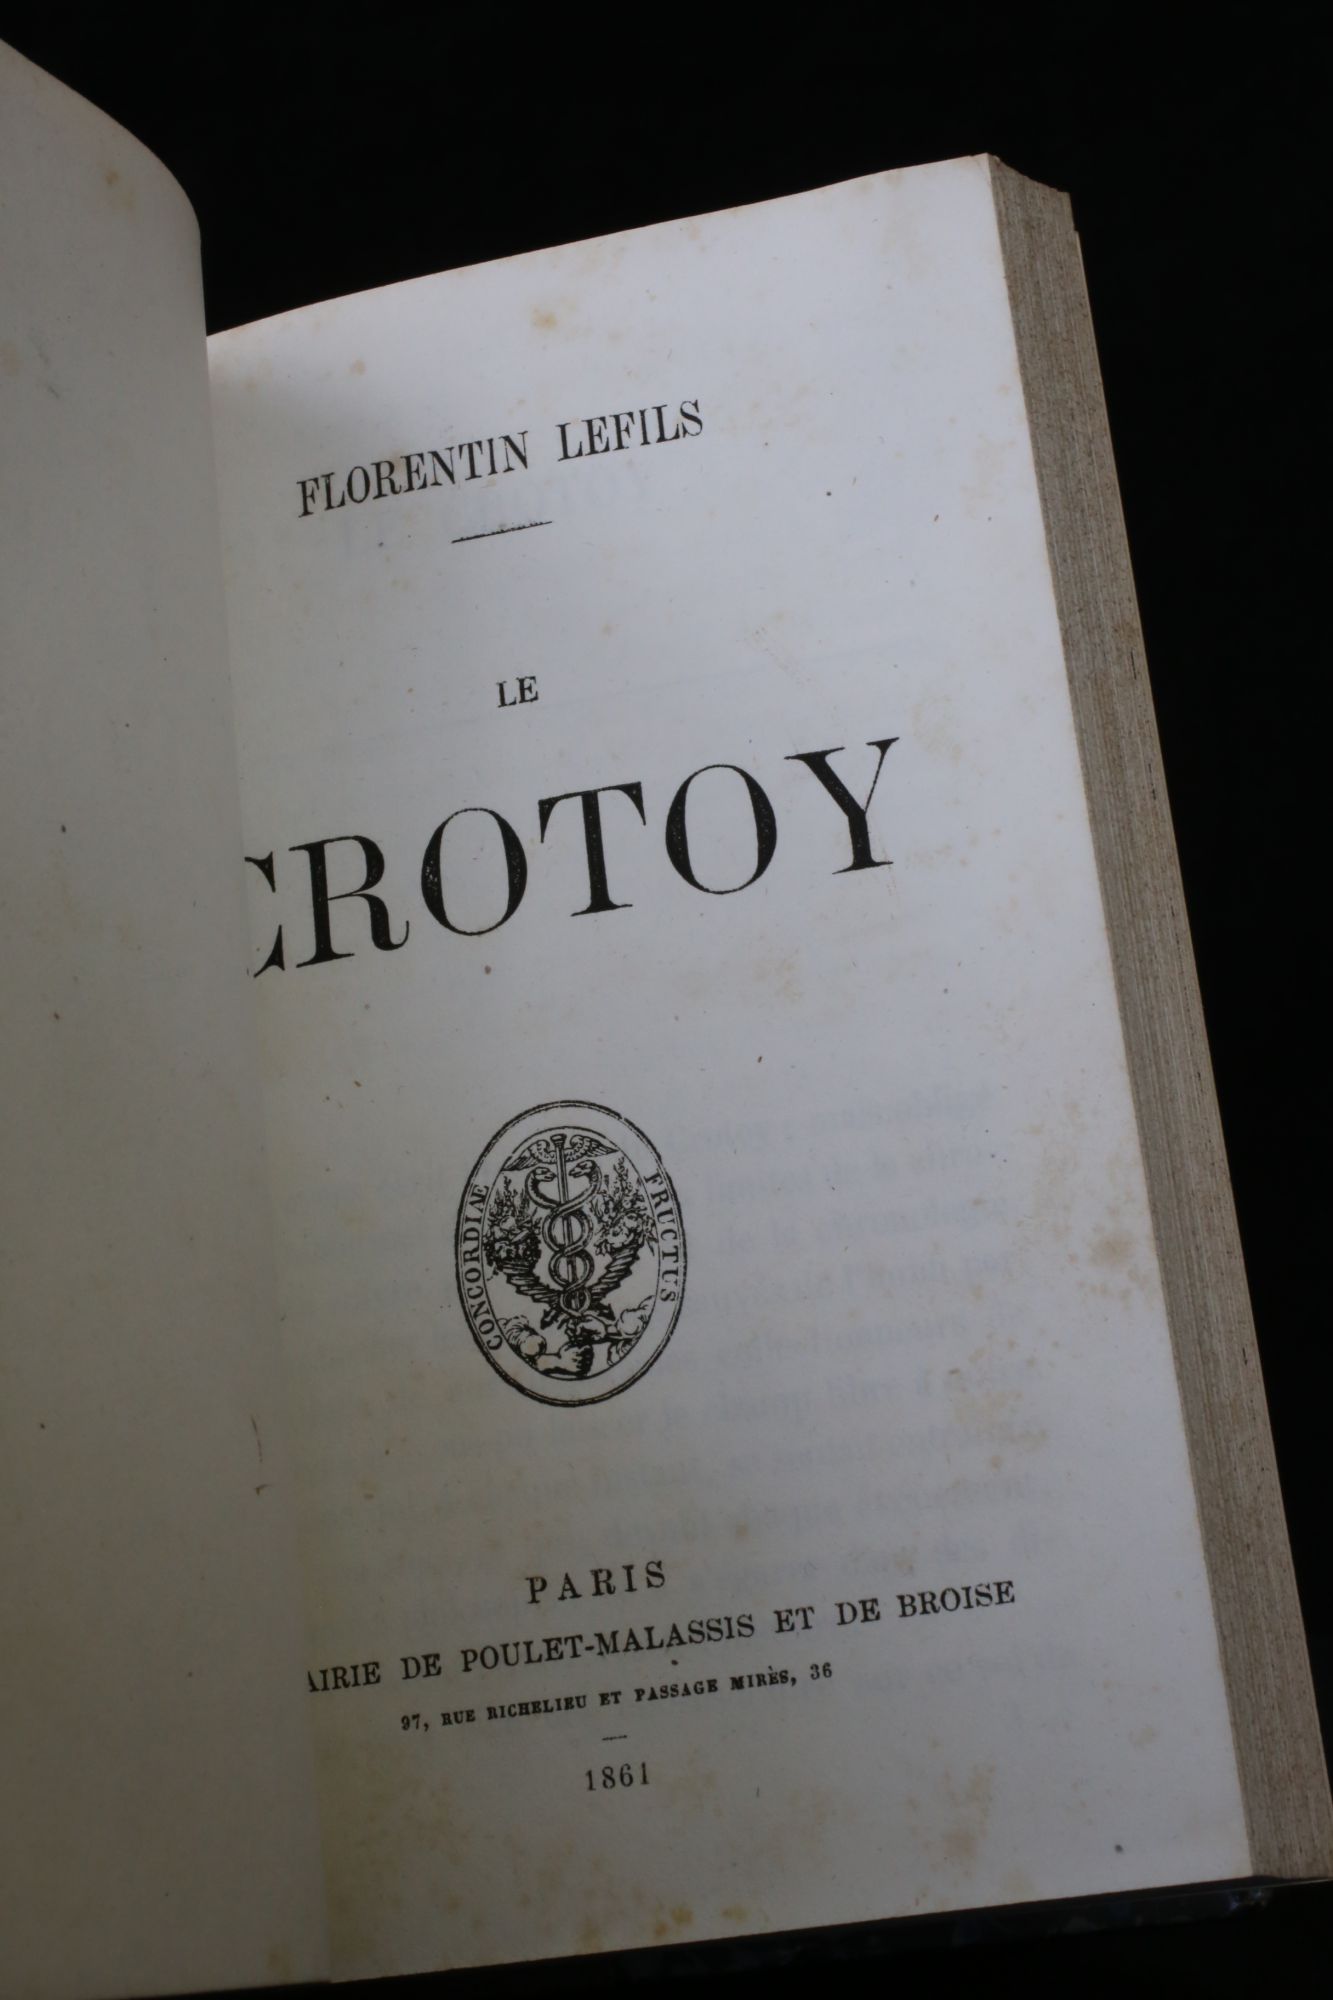 FLORENTIN LEFILS
LE
CROTOY
CONCORDIÆ FRUCTUS
PARIS
AIRIE DE POULET-MALASSIS ET DE BROISE
97, RUE RICHELIEU ET PASSAGE MIRÈS, 36
1861